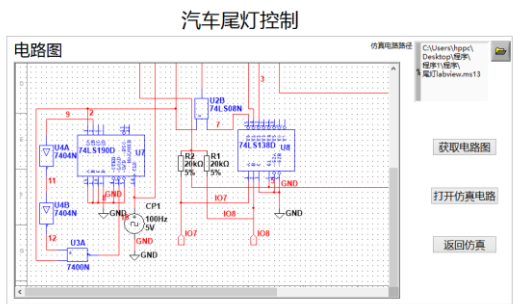 汽车尾灯控制
电路图
仿真电路路径
C:\Users\hppc\
Desktop\程序\
程序1\程序\
尾灯labview.ms13
获取电路图
打开仿真电路
返回仿真
3
U2B
74LS08N
9
2
7
U4A
7404N
74LS190D
U7
74LS138D
U8
R2
20kΩ
5%
R1
20kΩ
5%
GND
11
GND
U4B
7404N
GND
CP1
100Hz
5V
IO7
IO8
GND
12
U3A
7400N
GND
GND
IO7
IO8